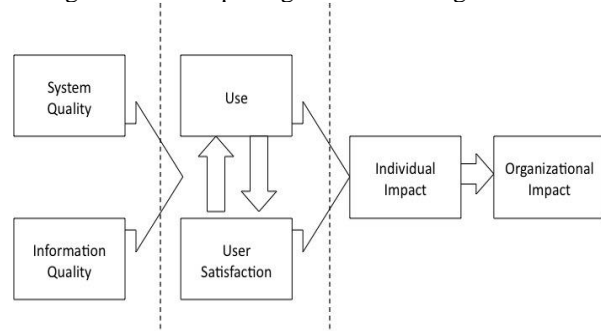 System
Quality
Use
Individual
Impact
Organizational
Impact
Information
Quality
User
Satisfaction